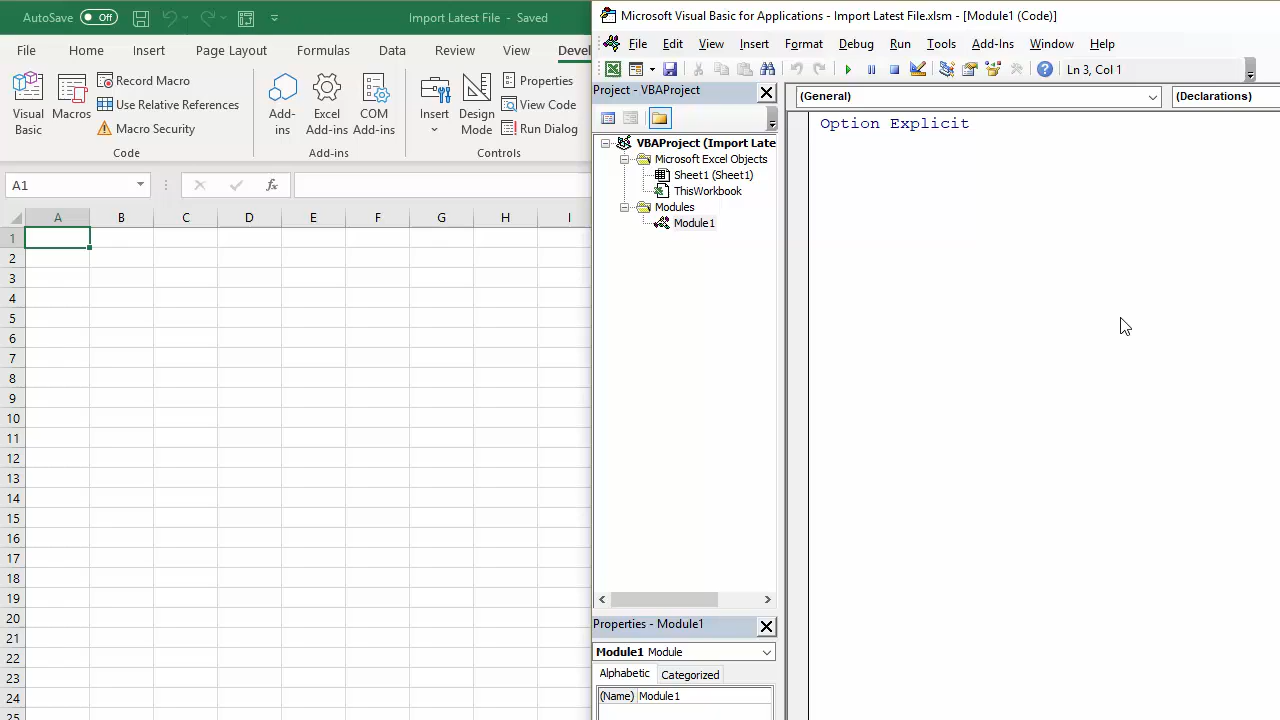 AutoSave Off Import Latest File - Saved
File Home Insert Page Layout Formulas Data Review View Devel
Visual Basic
Macros
Record Macro
Use Relative References
Macro Security
Code
Add-ins
Excel Add-ins
COM Add-ins
Add-ins
Insert
Design Mode
Properties
View Code
Run Dialog
Controls
A1
fx
A B C D E F G H I
1
2
3
4
5
6
7
8
9
10
11
12
13
14
15
16
17
18
19
20
21
22
23
24
25
Microsoft Visual Basic for Applications - Import Latest File.xlsm - [Module1 (Code)]
File Edit View Insert Format Debug Run Tools Add-Ins Window Help
Ln 3, Col 1
Project - VBAProject
VBAProject (Import Late
Microsoft Excel Objects
Sheet1 (Sheet1)
ThisWorkbook
Modules
Module1
Properties - Module1
Module1 Module
Alphabetic Categorized
(Name) Module1
(General) (Declarations)
Option Explicit